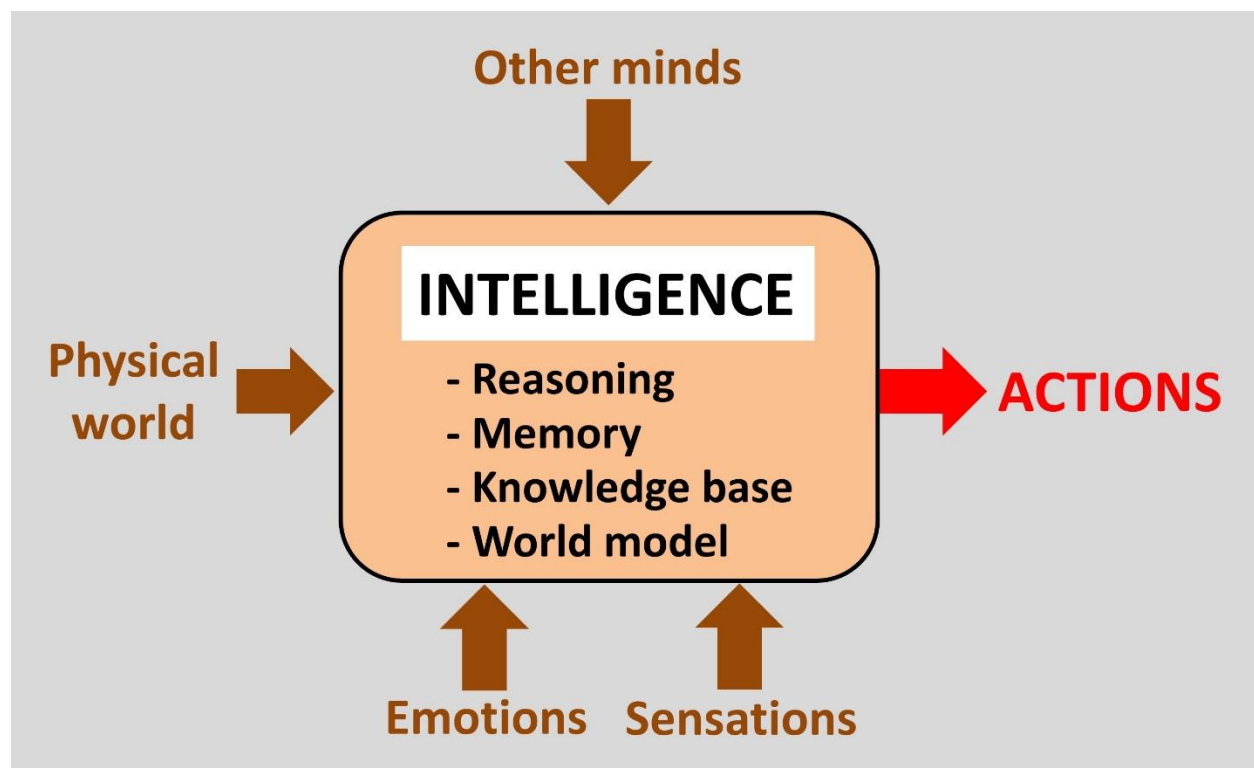 Other minds
INTELLIGENCE
Physical
world
- Reasoning
- Memory
- Knowledge base
- World model
ACTIONS
Emotions
Sensations